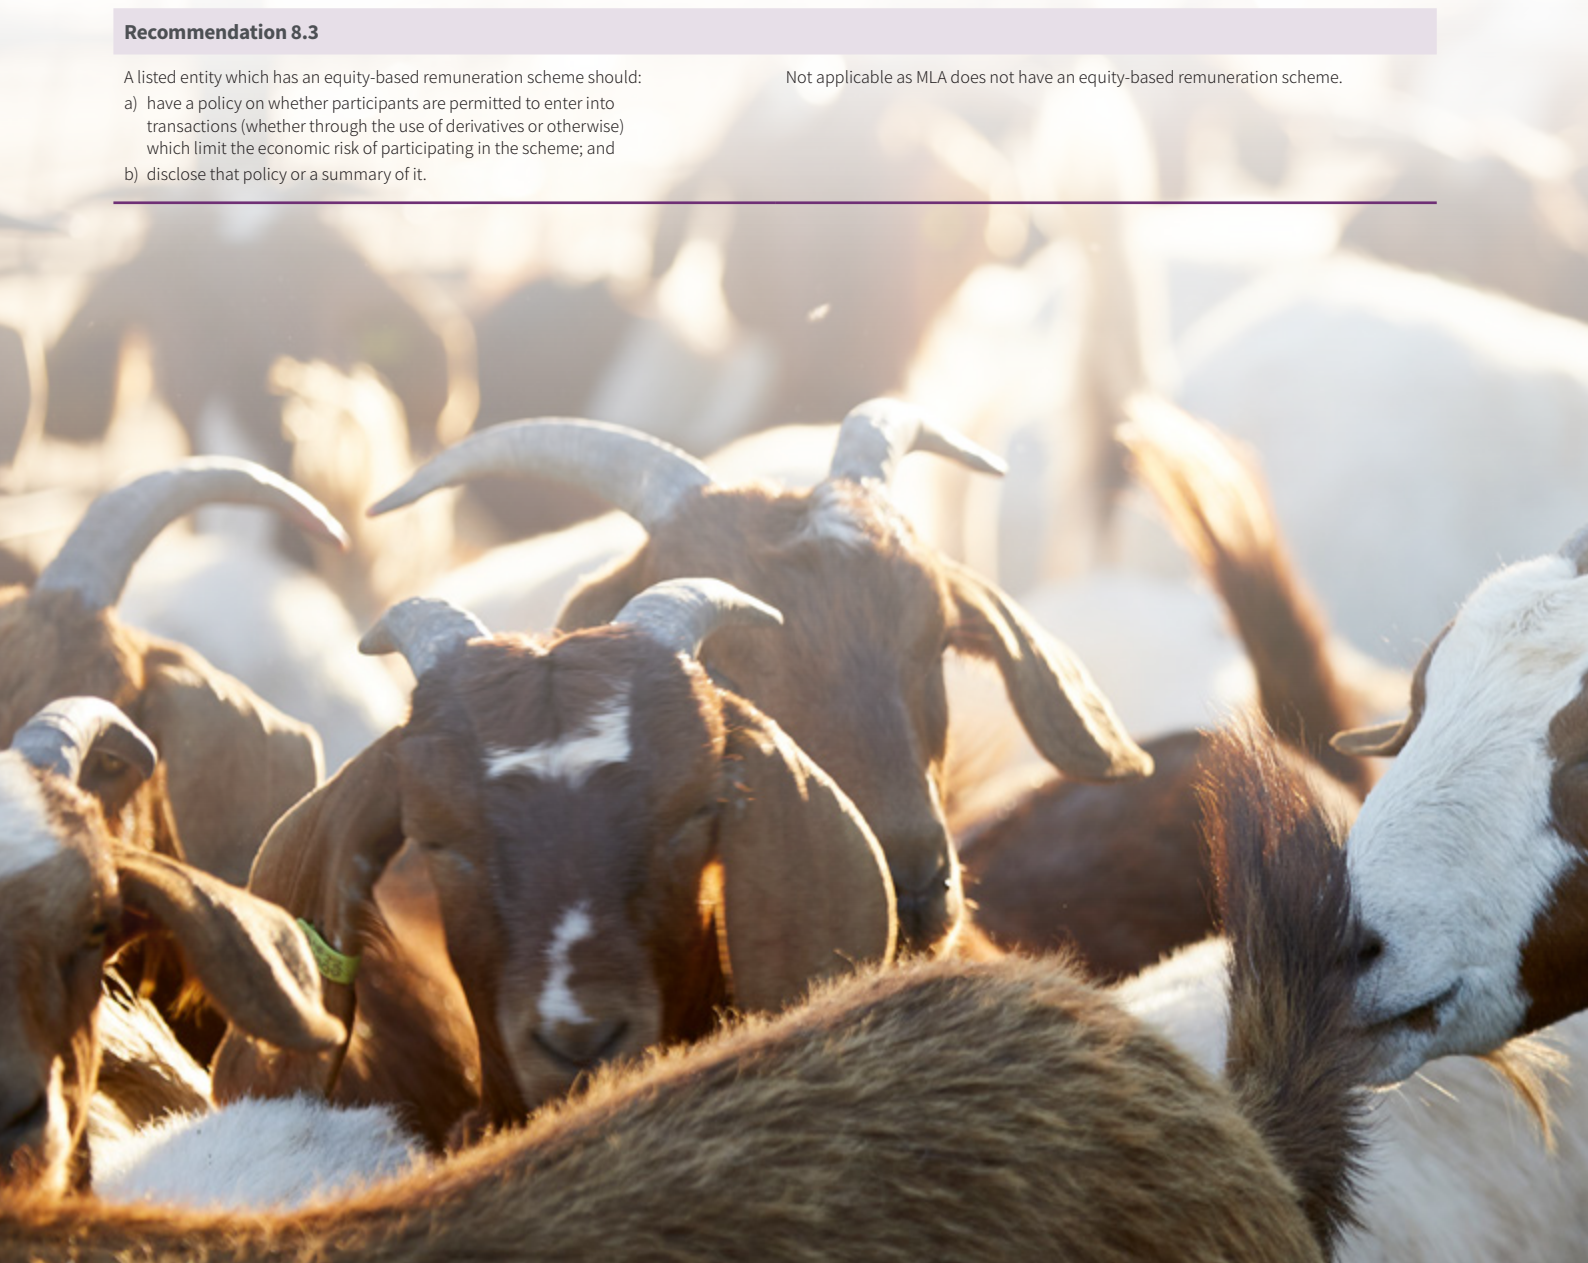 Recommendation 8.3
A listed entity which has an equity-based remuneration scheme should:
a) have a policy on whether participants are permitted to enter into
transactions (whether through the use of derivatives or otherwise)
which limit the economic risk of participating in the scheme; and
b) disclose that policy or a summary of it.
Not applicable as MLA does not have an equity-based remuneration scheme.